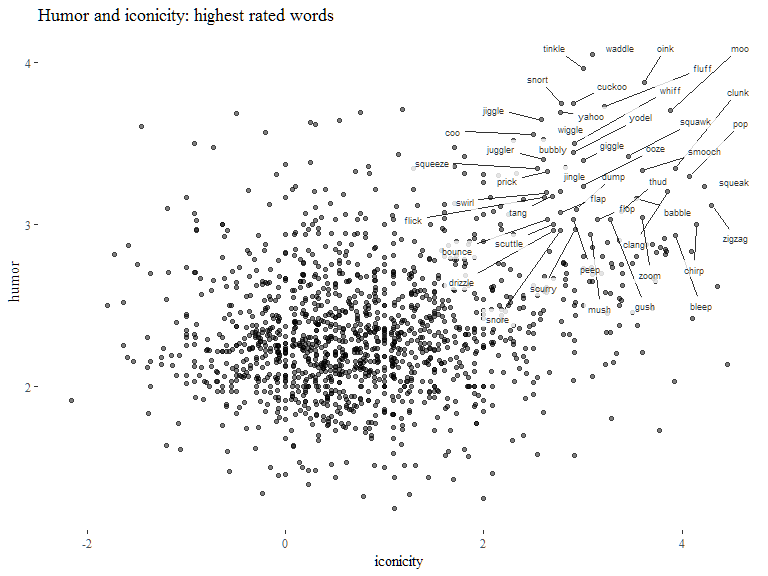 Humor and iconicity: highest rated words
tinkle
waddle
oink
moo
4
fluff
snort
cuckoo
whiff
clunk
jiggle
yahoo
yodel
squawk
pop
coo
wiggle
juggler
bubbly
giggle
ooze
smooch
squeeze
prick
jingle
dump
thud
squeak
swirl
flap
tang
flop
babble
3
flick
scuttle
clang
zigzag
bounce
peep
zoom
chirp
drizzle
scurry
snore
mush
gush
bleep
humor
2
-2
0
2
4
iconicity